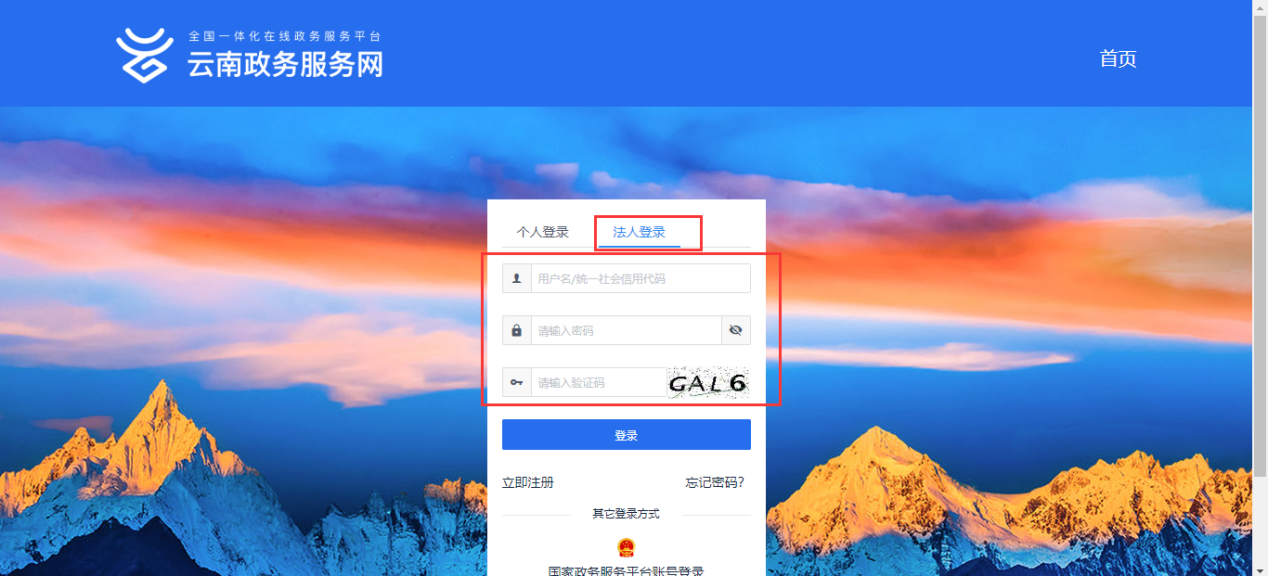 全国一体化在线政务服务平台
云南政务服务网
首页
个人登录 法人登录
用户名/统一社会信用代码
请输入密码
请输入验证码 GAL6
登录
立即注册 忘记密码?
其它登录方式
国家政务服务平台账号登录